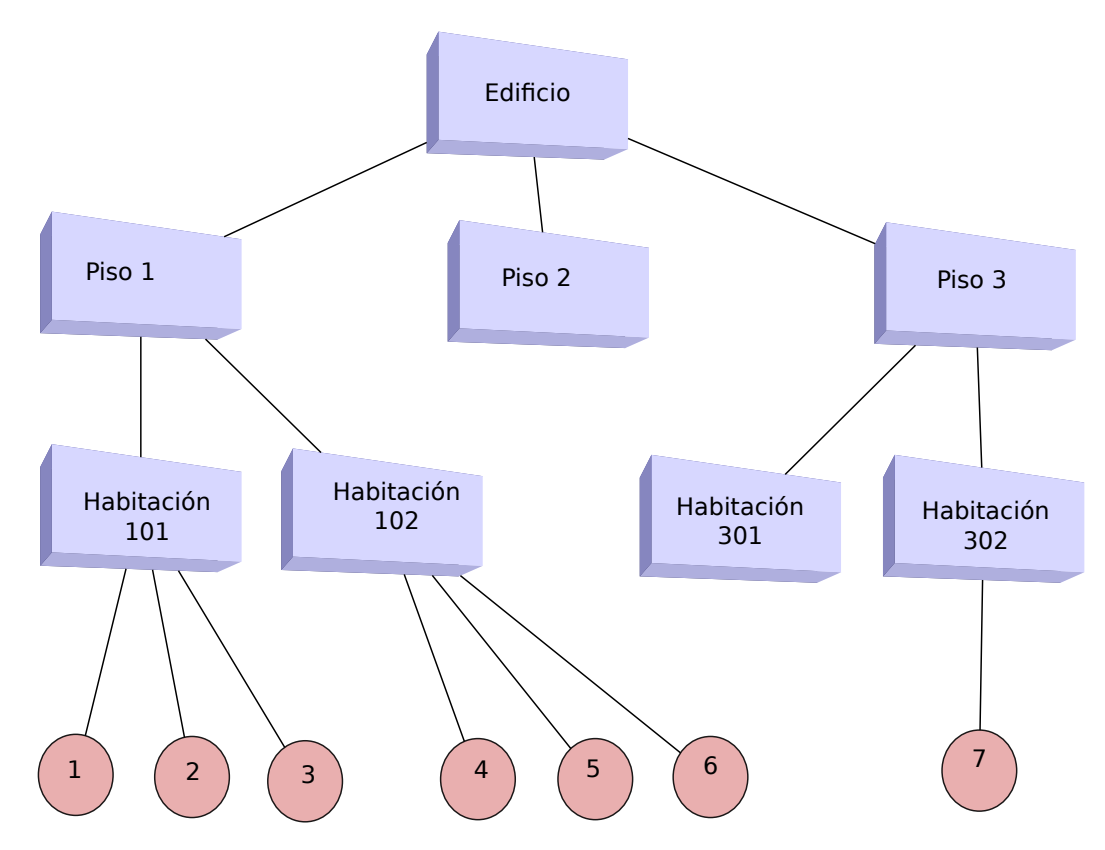 Edificio
Piso 1
Piso 2
Piso 3
Habitación
101
Habitación
102
Habitación
301
Habitación
302
1
2
3
4
5
6
7